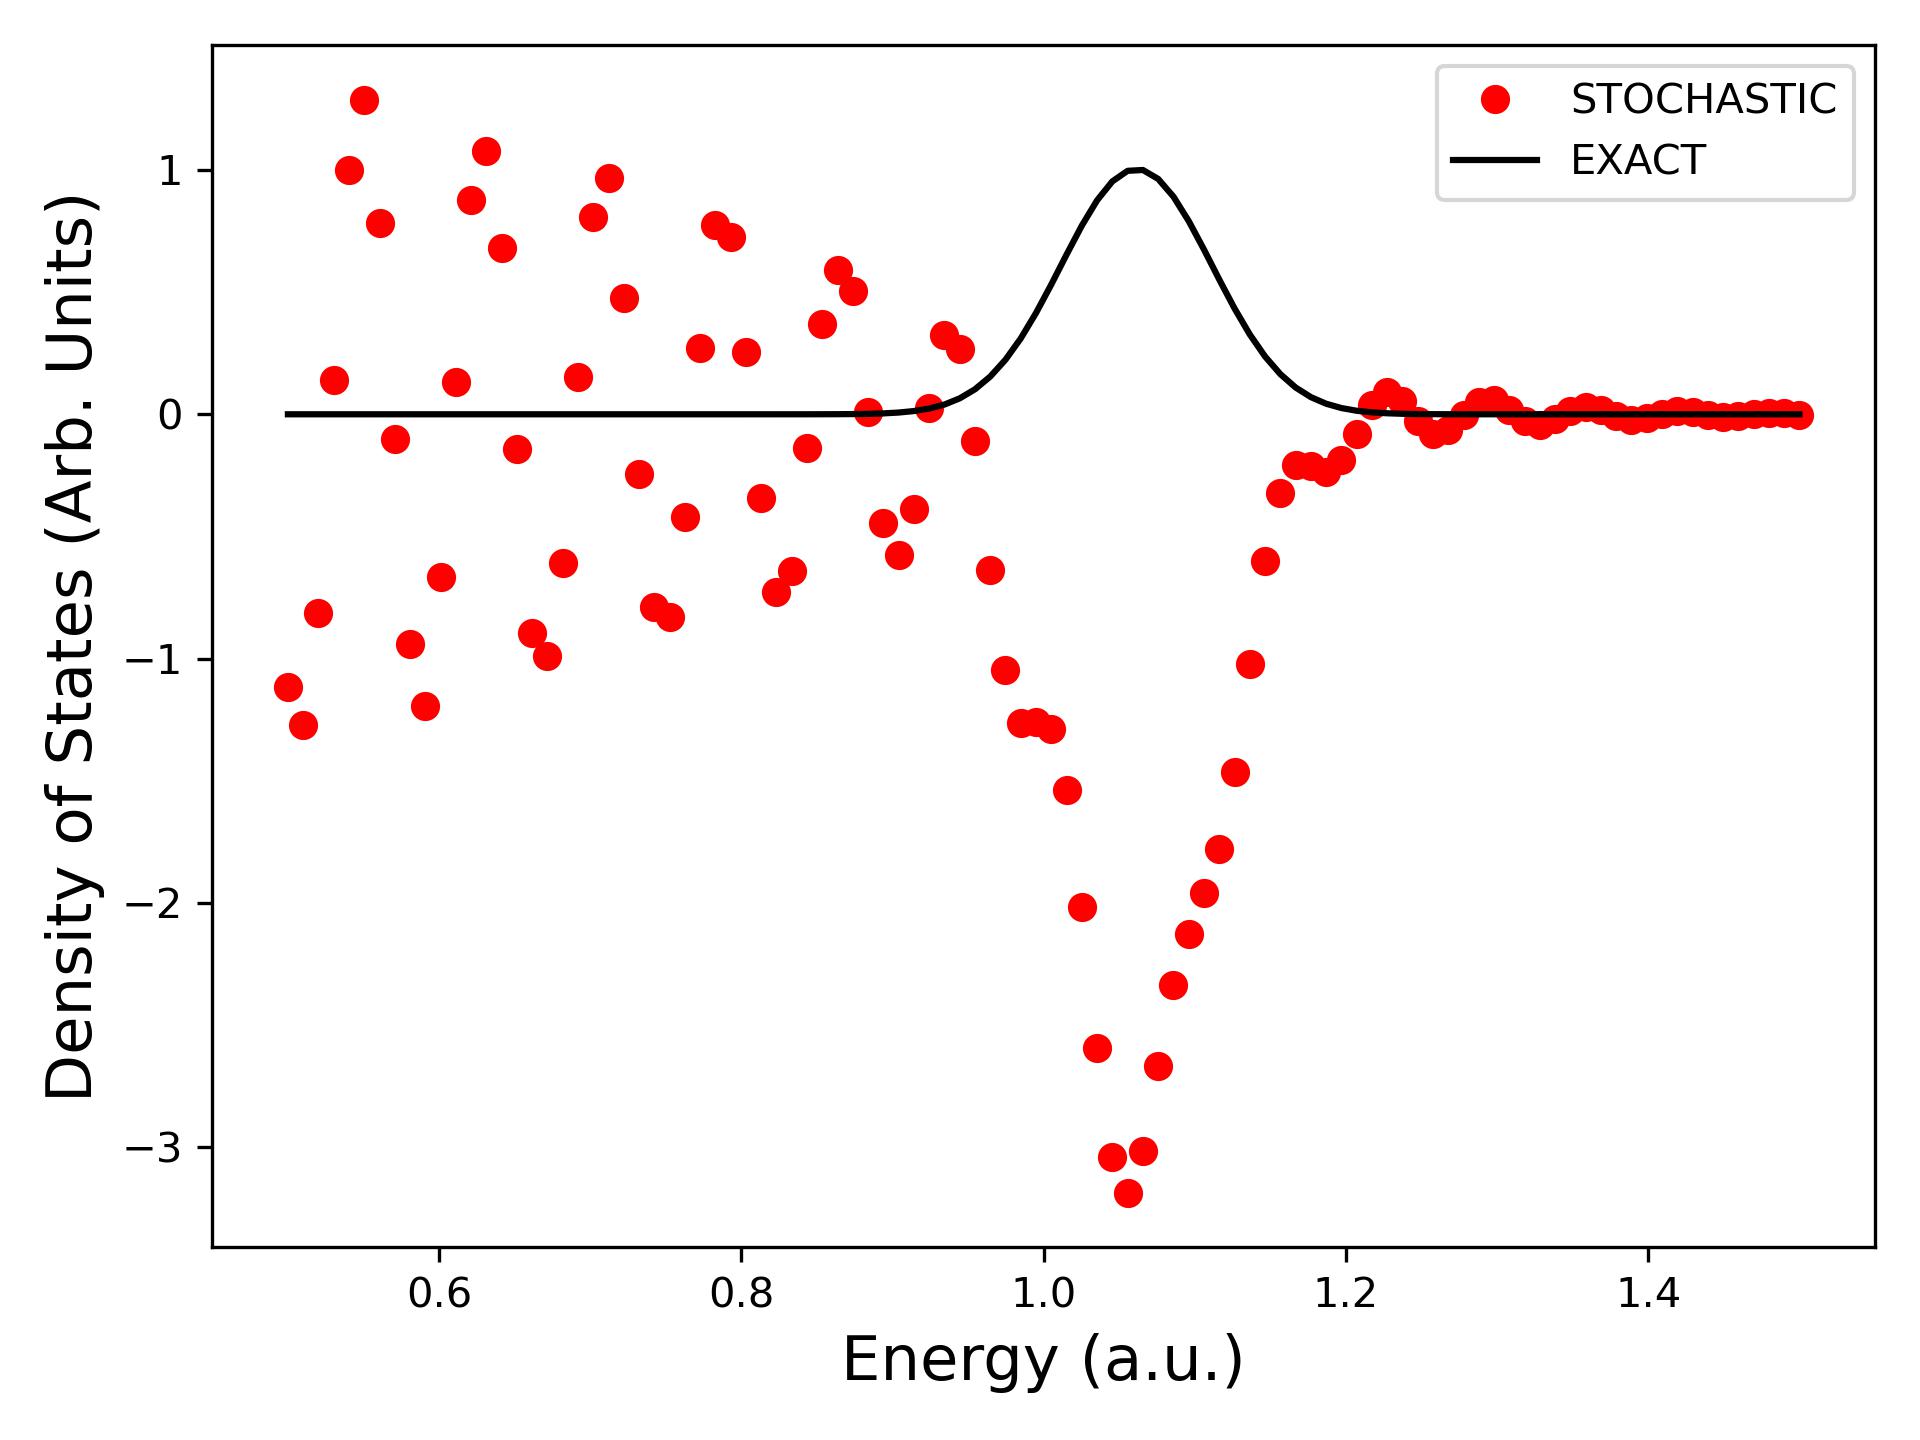 STOCHASTIC
EXACT
Density of States (Arb. Units)
1
0
−1
−2
−3
0.6 0.8 1.0 1.2 1.4
Energy (a.u.)